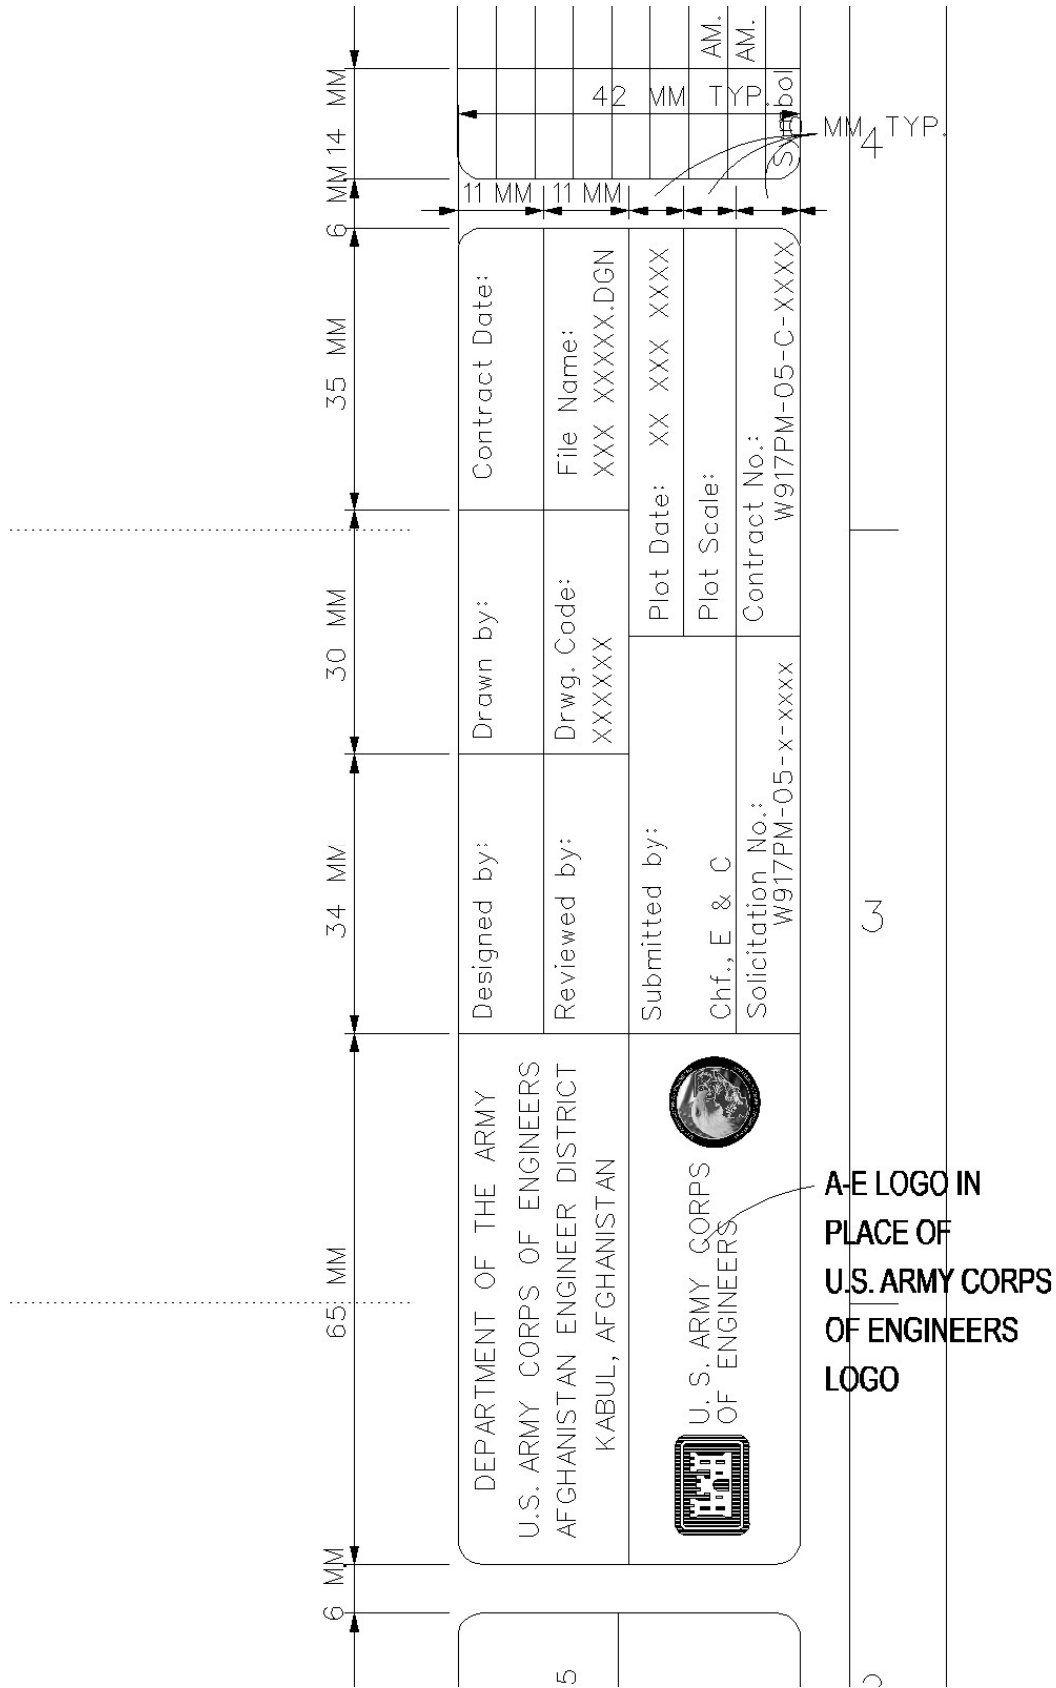 AM.
AM.
Symbol
42 MM TYP.
MM TYP.
4
14 MM
6 MM
11 MM
11 MM
35 MM
30 MM
34 MM
65 MM
6 MM
Contract Date:
File Name:
XXX XXXXX.DGN
Plot Date: XX XXX XXXX
Plot Scale:
Contract No.:
W917PM-05-C-XXXX
Drawn by:
Drwg. Code:
XXXXXX
Designed by:
Reviewed by:
Submitted by:
Chf., E & C
Solicitation No.:
W917PM-05-x-xxxx
3
DEPARTMENT OF THE ARMY
U.S. ARMY CORPS OF ENGINEERS
AFGHANISTAN ENGINEER DISTRICT
KABUL, AFGHANISTAN
U. S. ARMY CORPS
OF ENGINEERS
A-E LOGO IN
PLACE OF
U.S. ARMY CORPS
OF ENGINEERS
LOGO
5